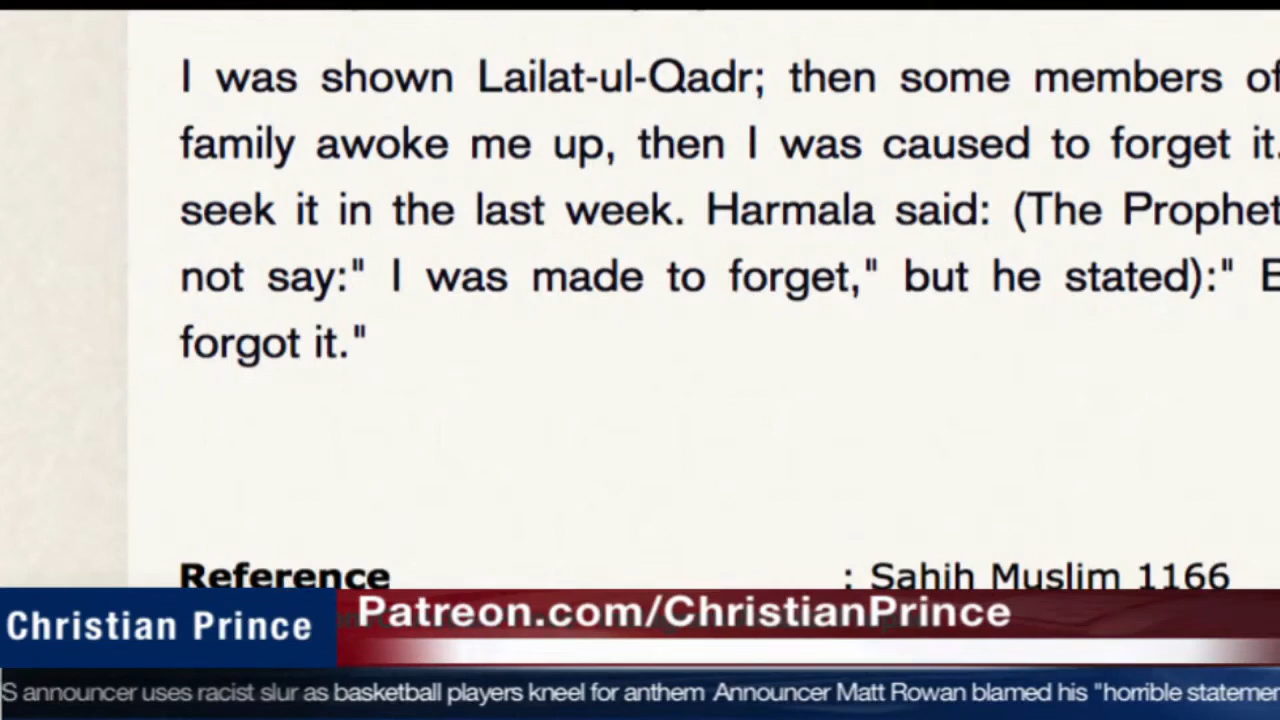 I was shown Lailat-ul-Qadr; then some members of
family awoke me up, then I was caused to forget it.
seek it in the last week. Harmala said: (The Prophet
not say:" I was made to forget," but he stated):"
forgot it."
Reference : Sahih Muslim 1166
Christian Prince
Patreon.com/ChristianPrince
S announcer uses racist slur as basketball players kneel for anthem Announcer Matt Rowan blamed his "horrible